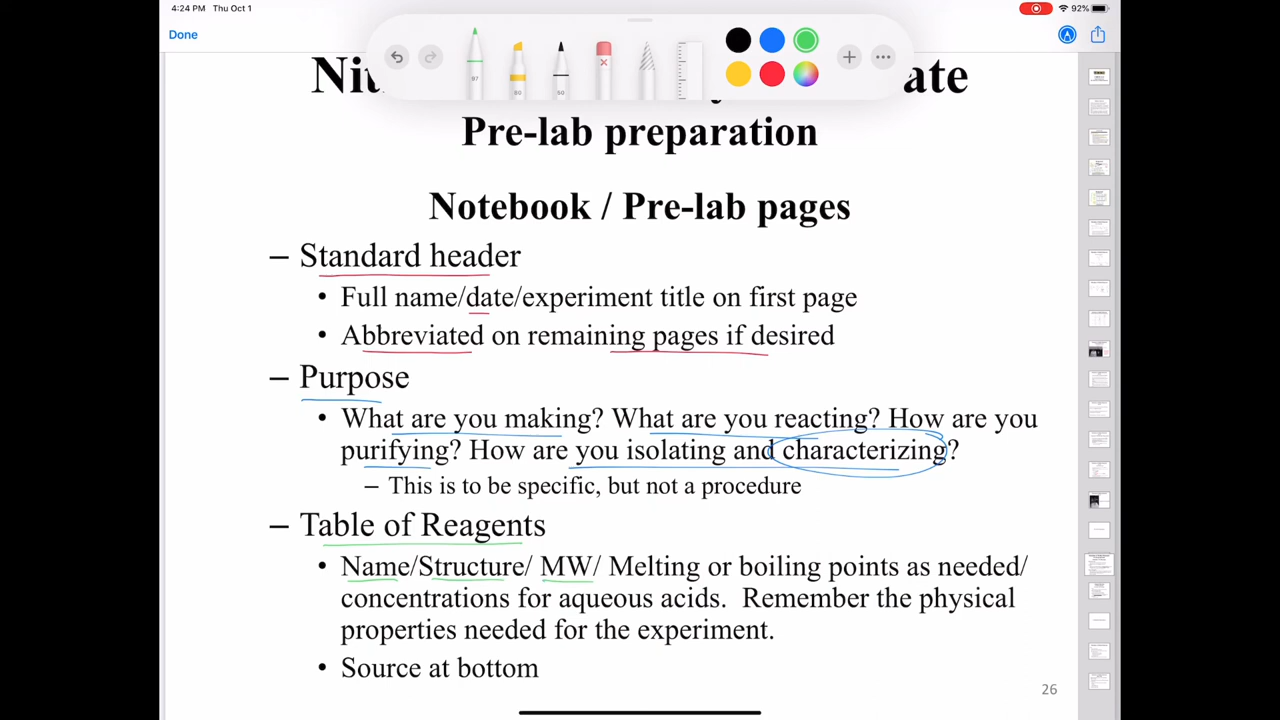 4:24 PM Thu Oct 1
92%
Done
ate
Pre-lab preparation
Notebook / Pre-lab pages
– Standard header
• Full name/date/experiment title on first page
• Abbreviated on remaining pages if desired
– Purpose
• What are you making? What are you reacting? How are you
purifying? How are you isolating and characterizing?
– This is to be specific, but not a procedure
– Table of Reagents
• Name/Structure/ MW/ Melting or boiling points as needed/
concentrations for aqueous acids. Remember the physical
properties needed for the experiment.
• Source at bottom
26